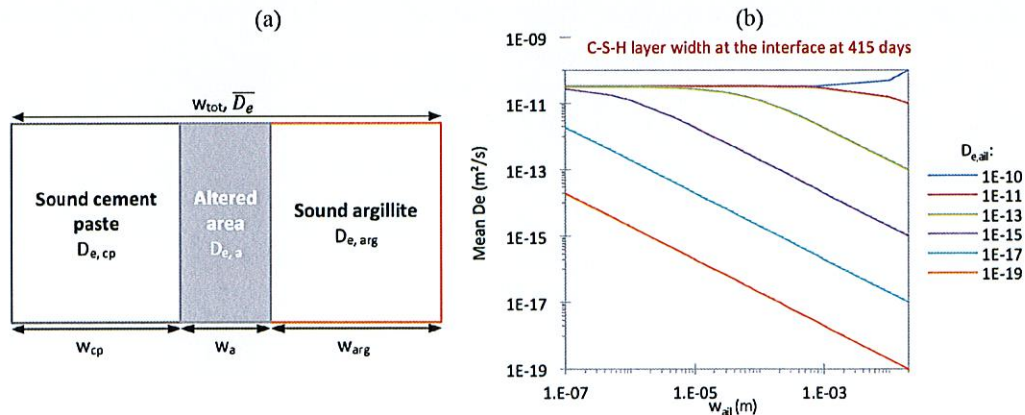 (a)
w_tot, D̅_e̅
Sound cement
paste
D_e, cp
Altered
area
D_e, a
Sound argillite
D_e, arg
w_cp
w_a
w_arg
(b)
C-S-H layer width at the interface at 415 days
Mean De (m²/s)
1E-09
1E-11
1E-13
1E-15
1E-17
1E-19
1.E-07
1.E-05
1.E-03
w_ail (m)
D_e,ail:
1E-10
1E-11
1E-13
1E-15
1E-17
1E-19